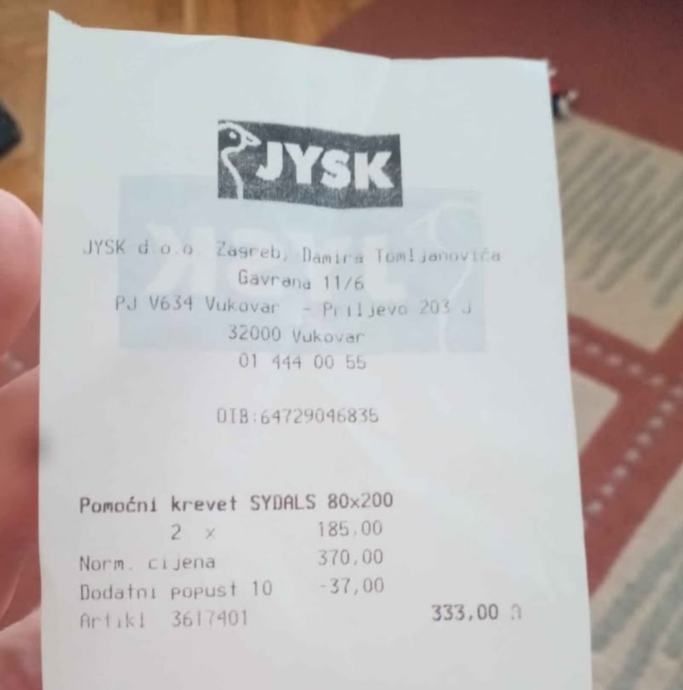 JYSK
JYSK d.o.o. Zagreb, Damira Tomljanovića
Gavrana 11/6
PJ V634 Vukovar - Priljevo 203 J
32000 Vukovar
01 444 00 55
OIB:64729046835
Pomoćni krevet SYDALS 80x200
2 x 185,00
Norm. cijena 370,00
Dodatni popust 10 -37,00
Artikl 3617401 333,00